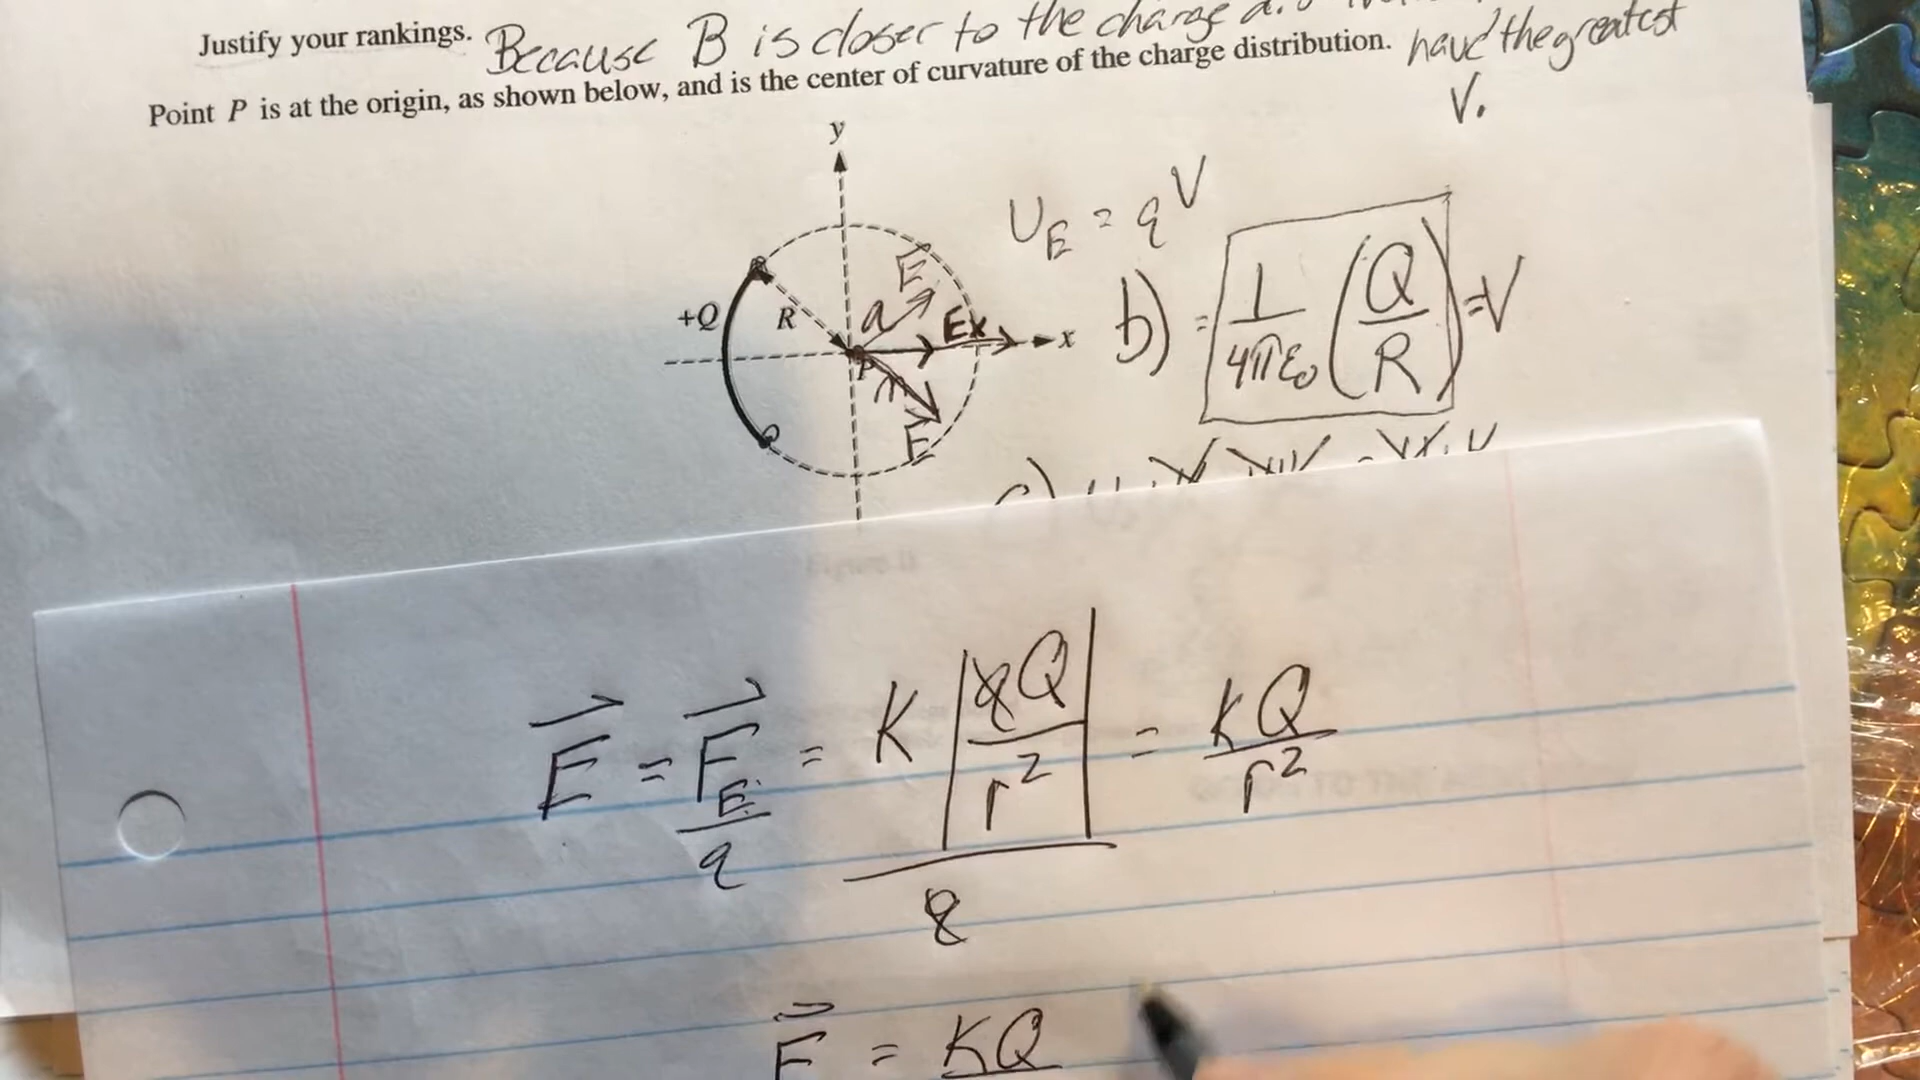 Justify your rankings. Because B is closer to the charge
Point P is at the origin, as shown below, and is the center of curvature of the charge distribution. have the greatest
V.
y
+Q R a E Ex x
P
E
U_E = qV
b) = 1/4πε₀ (Q/R) = V
c)
E⃗ = F⃗_E/q = K|qQ/r²|/q = kQ/r²
E⃗ = KQ